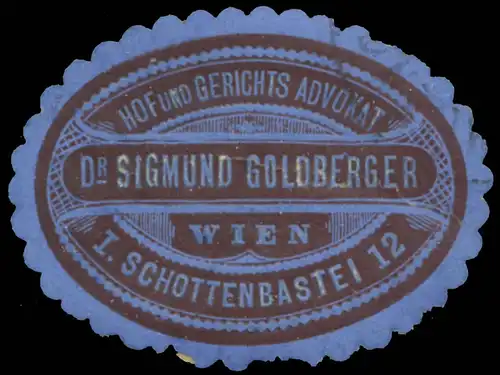 HOF UND GERICHTS ADVOKAT
DR SIGMUND GOLDBERGER
WIEN
I. SCHOTTENBASTEI 12